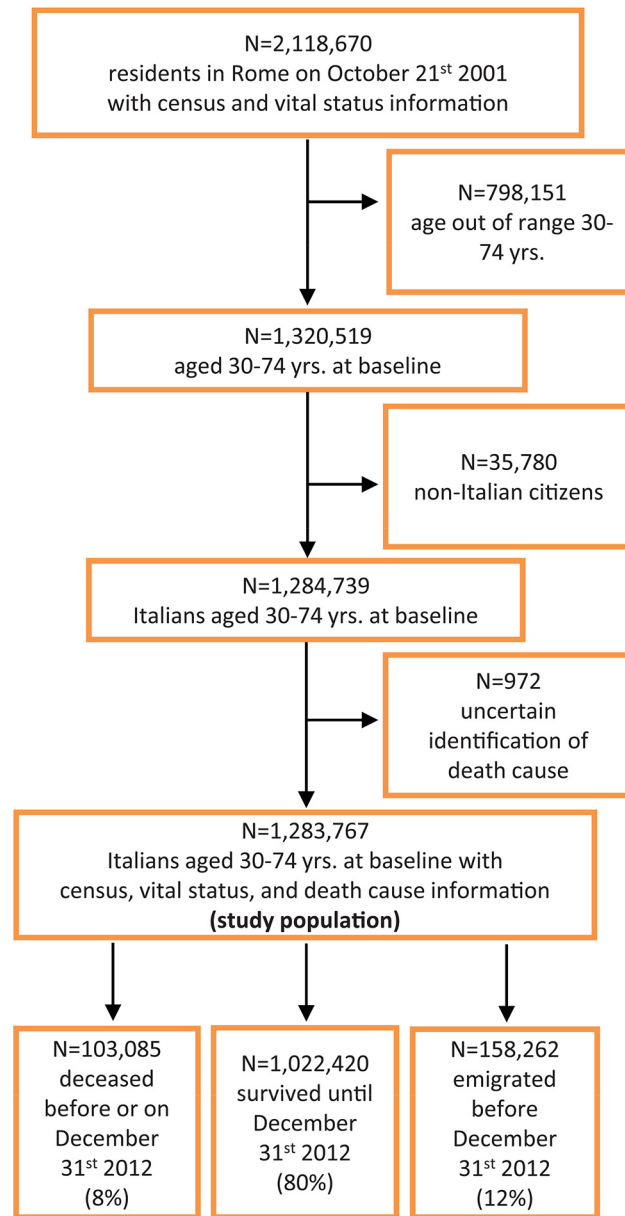 N=2,118,670
residents in Rome on October 21st 2001
with census and vital status information
N=798,151
age out of range 30-
74 yrs.
N=1,320,519
aged 30-74 yrs. at baseline
N=35,780
non-Italian citizens
N=1,284,739
Italians aged 30-74 yrs. at baseline
N=972
uncertain
identification of
death cause
N=1,283,767
Italians aged 30-74 yrs. at baseline with
census, vital status, and death cause information
(study population)
N=103,085
deceased
before or on
December
31st 2012
(8%)
N=1,022,420
survived until
December
31st 2012
(80%)
N=158,262
emigrated
before
December
31st 2012
(12%)